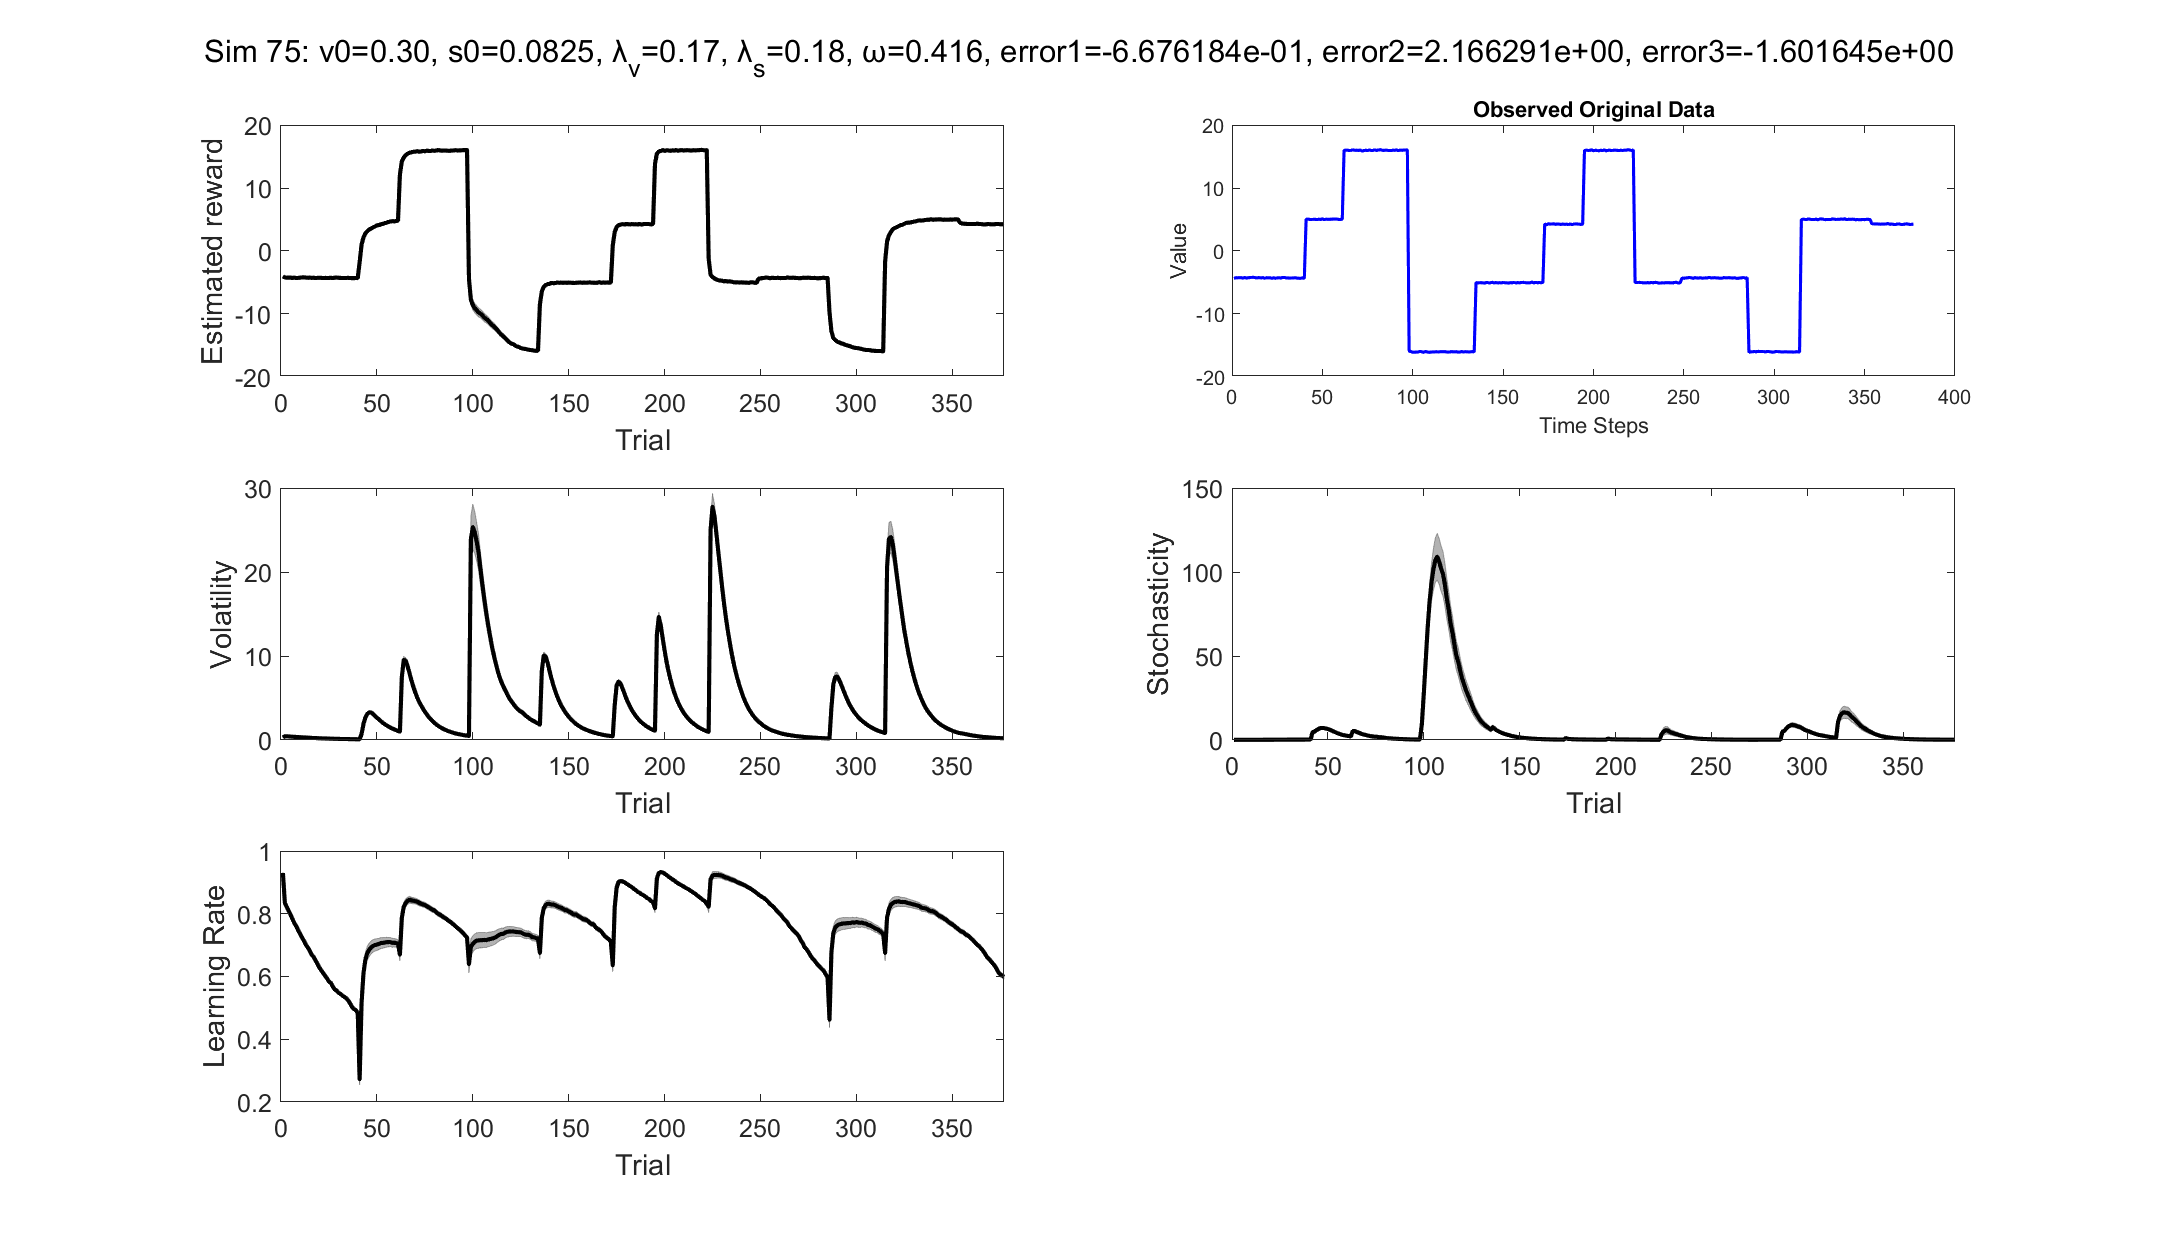 Sim 75: v0=0.30, s0=0.0825, λv=0.17, λs=0.18, ω=0.416, error1=-6.676184e-01, error2=2.166291e+00, error3=-1.601645e+00
20
10
0
-10
-20
Estimated reward
0 50 100 150 200 250 300 350
Trial
Observed Original Data
20
10
0
-10
-20
Value
0 50 100 150 200 250 300 350 400
Time Steps
30
20
10
0
Volatility
0 50 100 150 200 250 300 350
Trial
150
100
50
0
Stochasticity
0 50 100 150 200 250 300 350
Trial
1
0.8
0.6
0.4
0.2
Learning Rate
0 50 100 150 200 250 300 350
Trial